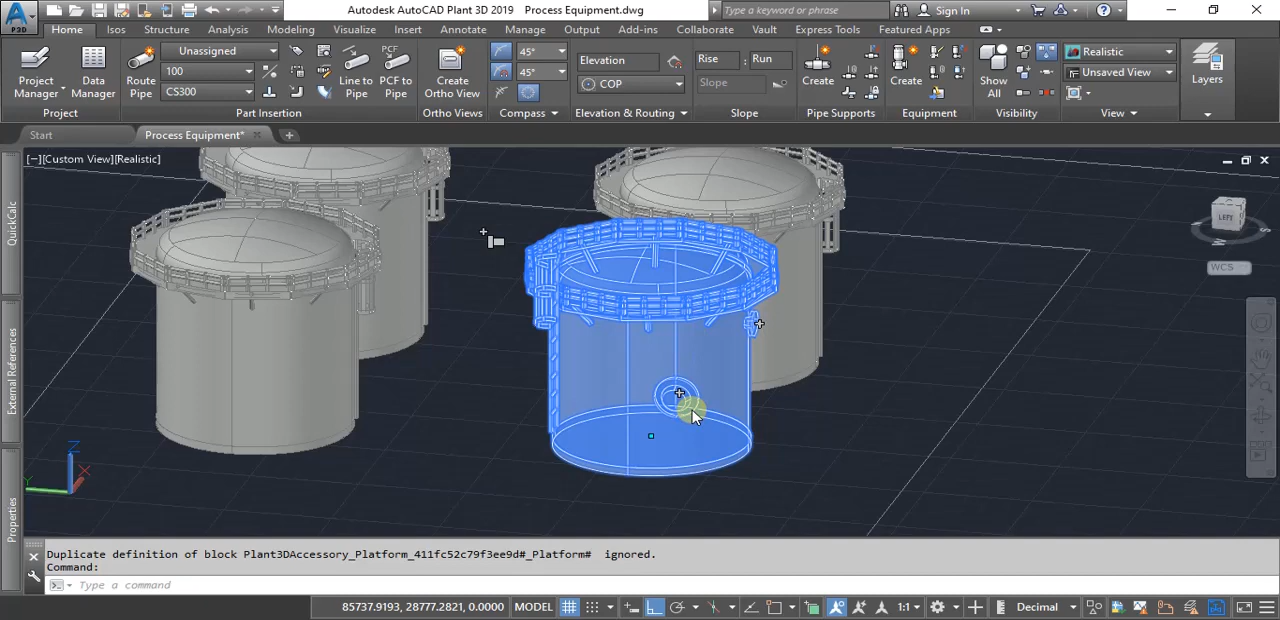 A
P3D
Autodesk AutoCAD Plant 3D 2019 Process Equipment.dwg
Type a keyword or phrase
Sign In
Home Isos Structure Analysis Modeling Visualize Insert Annotate Manage Output Add-ins Collaborate Vault Express Tools Featured Apps
Project Manager
Data Manager
Project
Route Pipe
Unassigned
100
CS300
Line to Pipe
PCF to Pipe
PCF
Part Insertion
Create Ortho View
Ortho Views
45°
45°
Compass
Elevation
COP
Elevation & Routing
Rise
Run
Slope
Slope
Create
Pipe Supports
Create
Equipment
Show All
Visibility
Realistic
Unsaved View
View
Layers
Start
Process Equipment*
[−][Custom View][Realistic]
QuickCalc
External References
Properties
LEFT
S
WCS
Z
X
Y
Duplicate definition of block Plant3DAccessory_Platform_411fc52c79f3ee9d#_Platform# ignored.
Command:
Type a command
85737.9193, 28777.2821, 0.0000 MODEL 1:1 Decimal